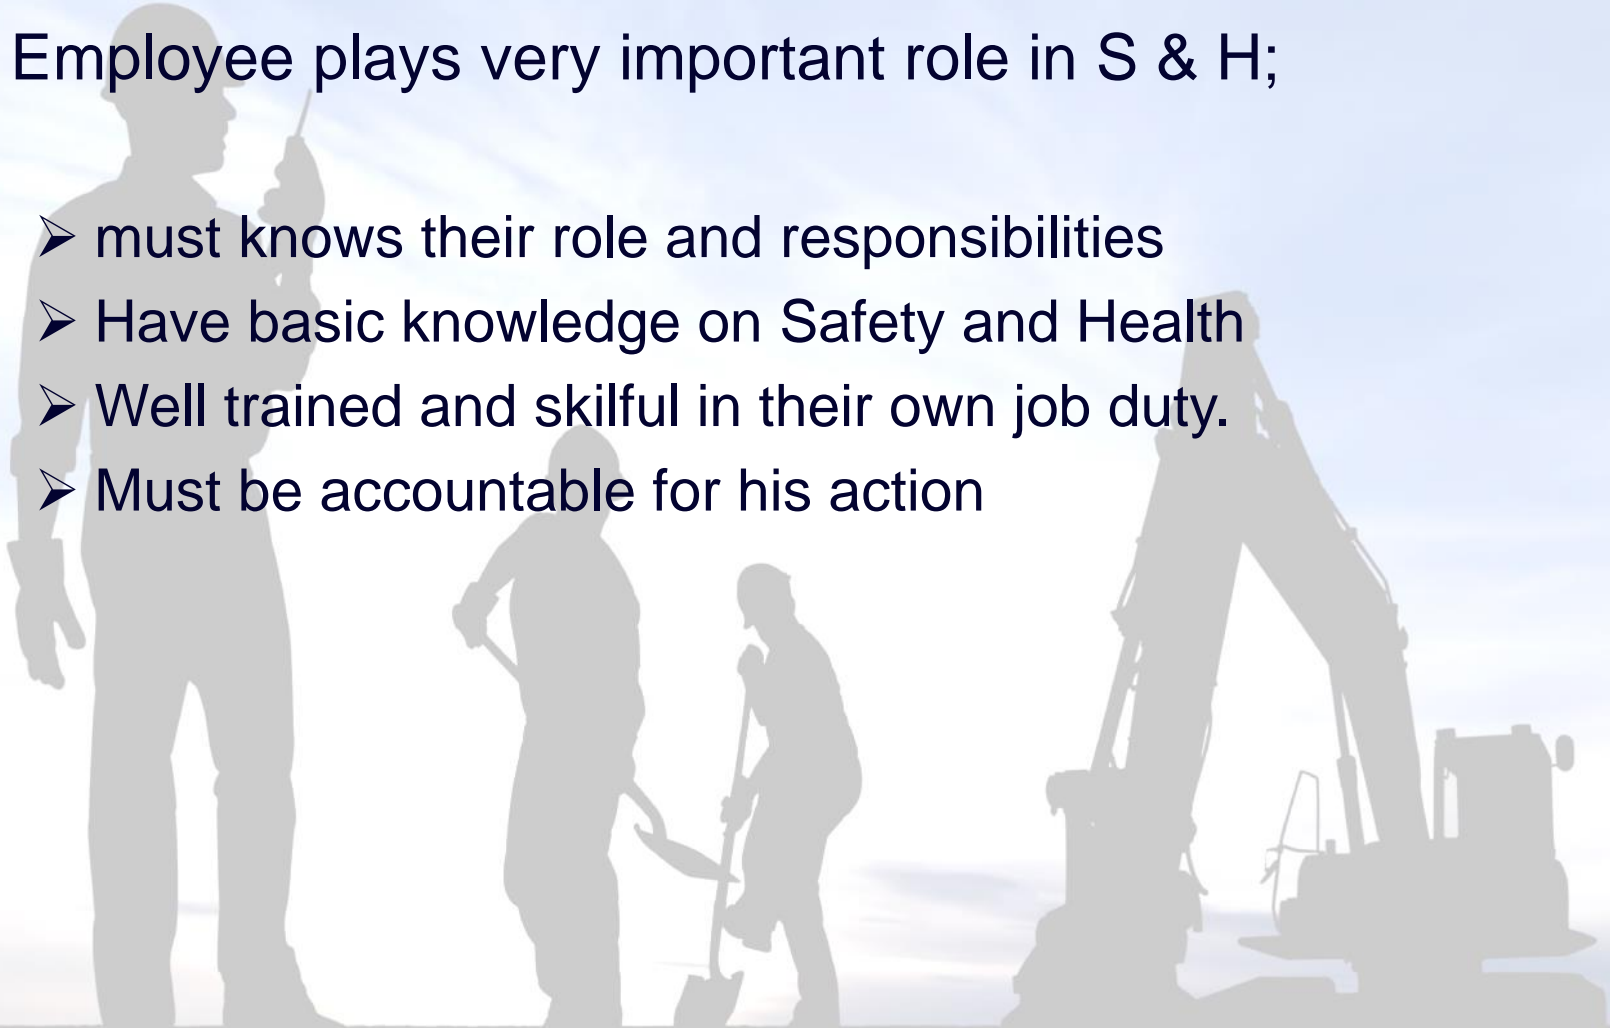 Employee plays very important role in S & H;
➢ must knows their role and responsibilities
➢ Have basic knowledge on Safety and Health
➢ Well trained and skilful in their own job duty.
➢ Must be accountable for his action